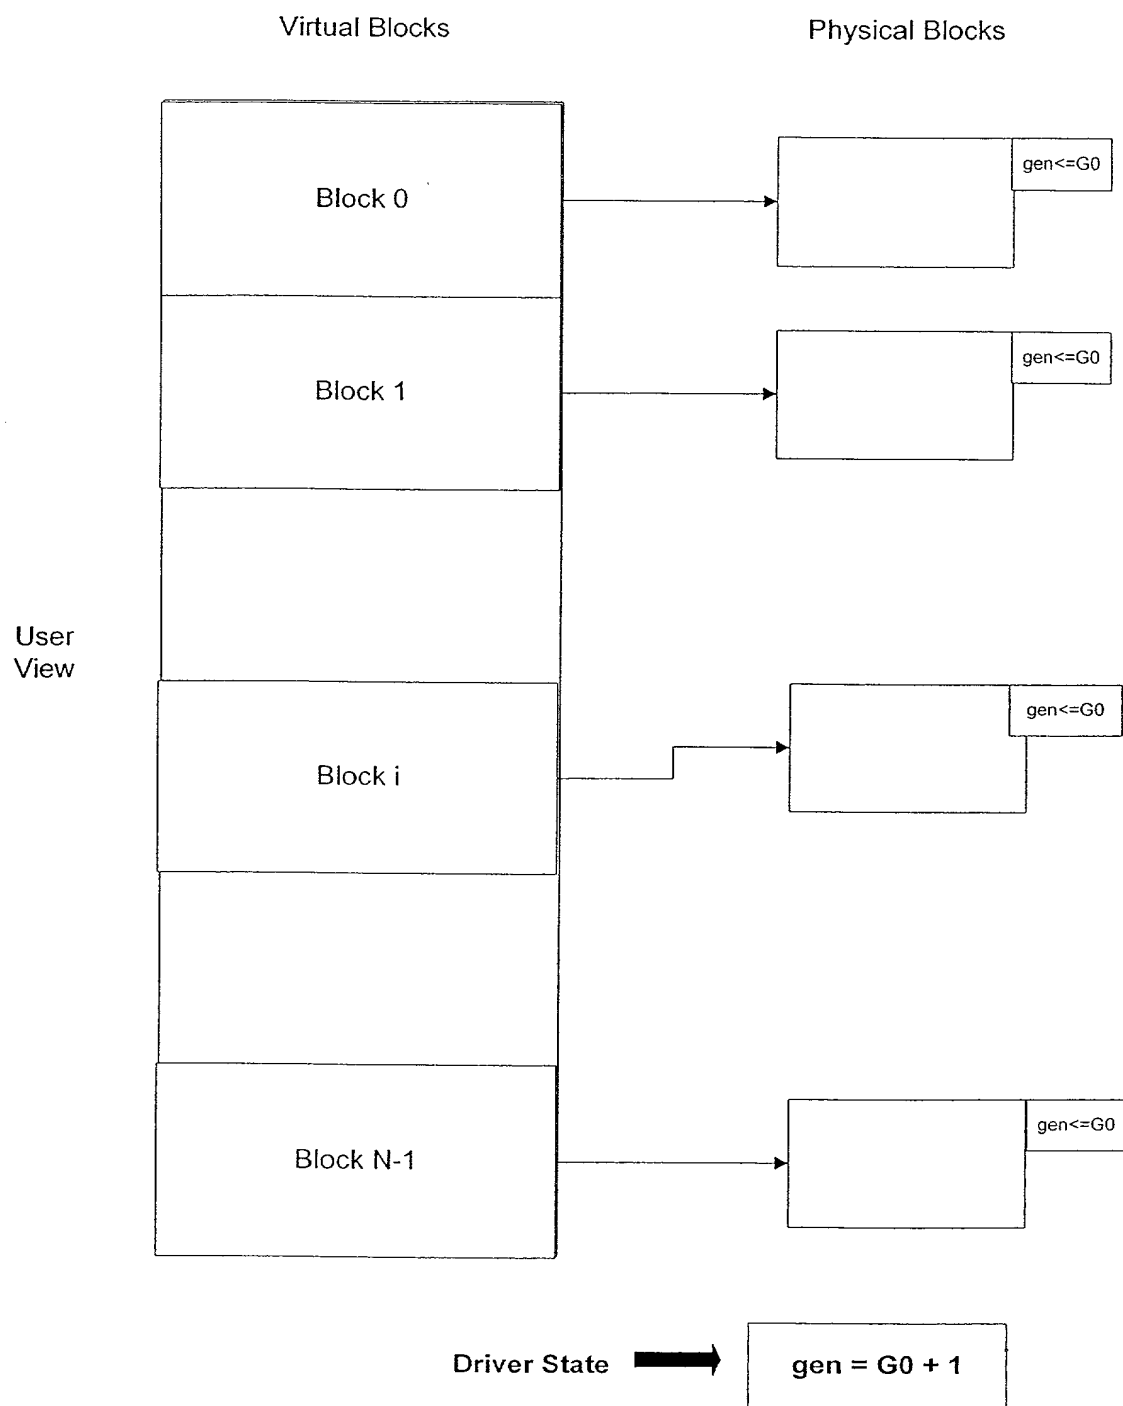 Virtual Blocks
Physical Blocks
Block 0
gen<=G0
Block 1
gen<=G0
User
View
Block i
gen<=G0
Block N-1
gen<=G0
Driver State
gen = G0 + 1